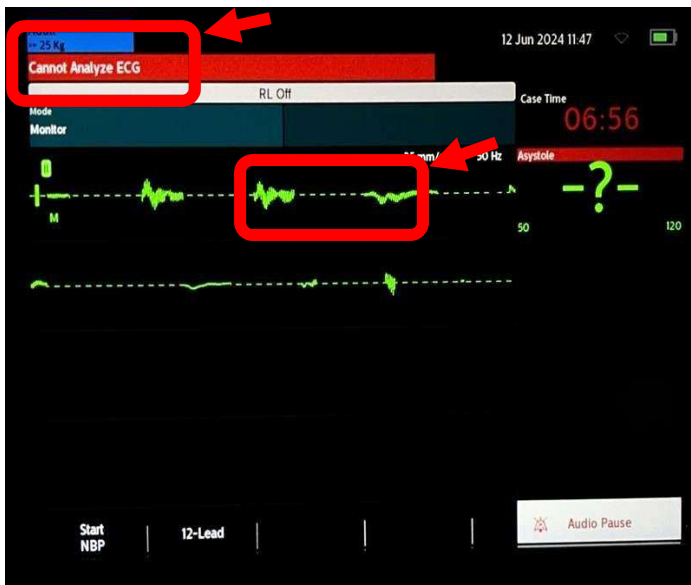 >= 25 Kg
12 Jun 2024 11:47
Cannot Analyze ECG
RL Off
Case Time
06:56
Mode
Monitor
Asystole
II
-?-
M
50
120
Start
NBP
12-Lead
Audio Pause